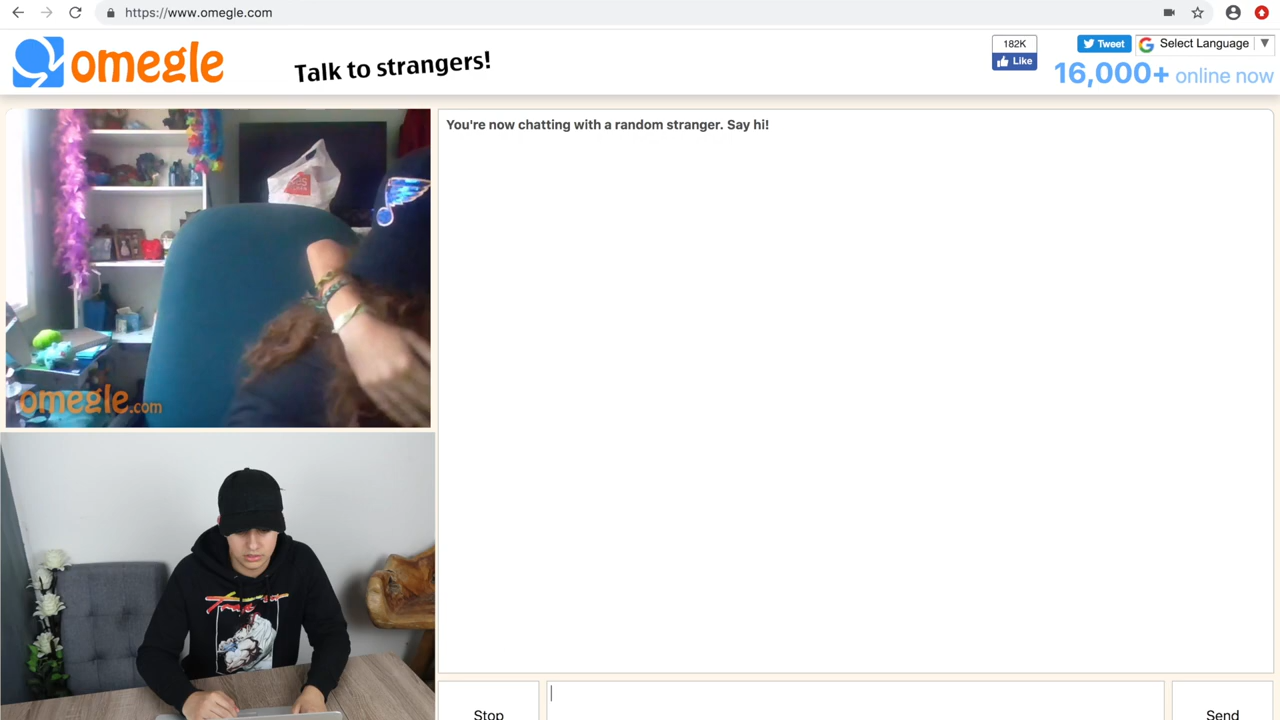 https://www.omegle.com
omegle
Talk to strangers!
182K
Like
Tweet
Select Language
16,000+ online now
You're now chatting with a random stranger. Say hi!
omegle.com
Stop
Send